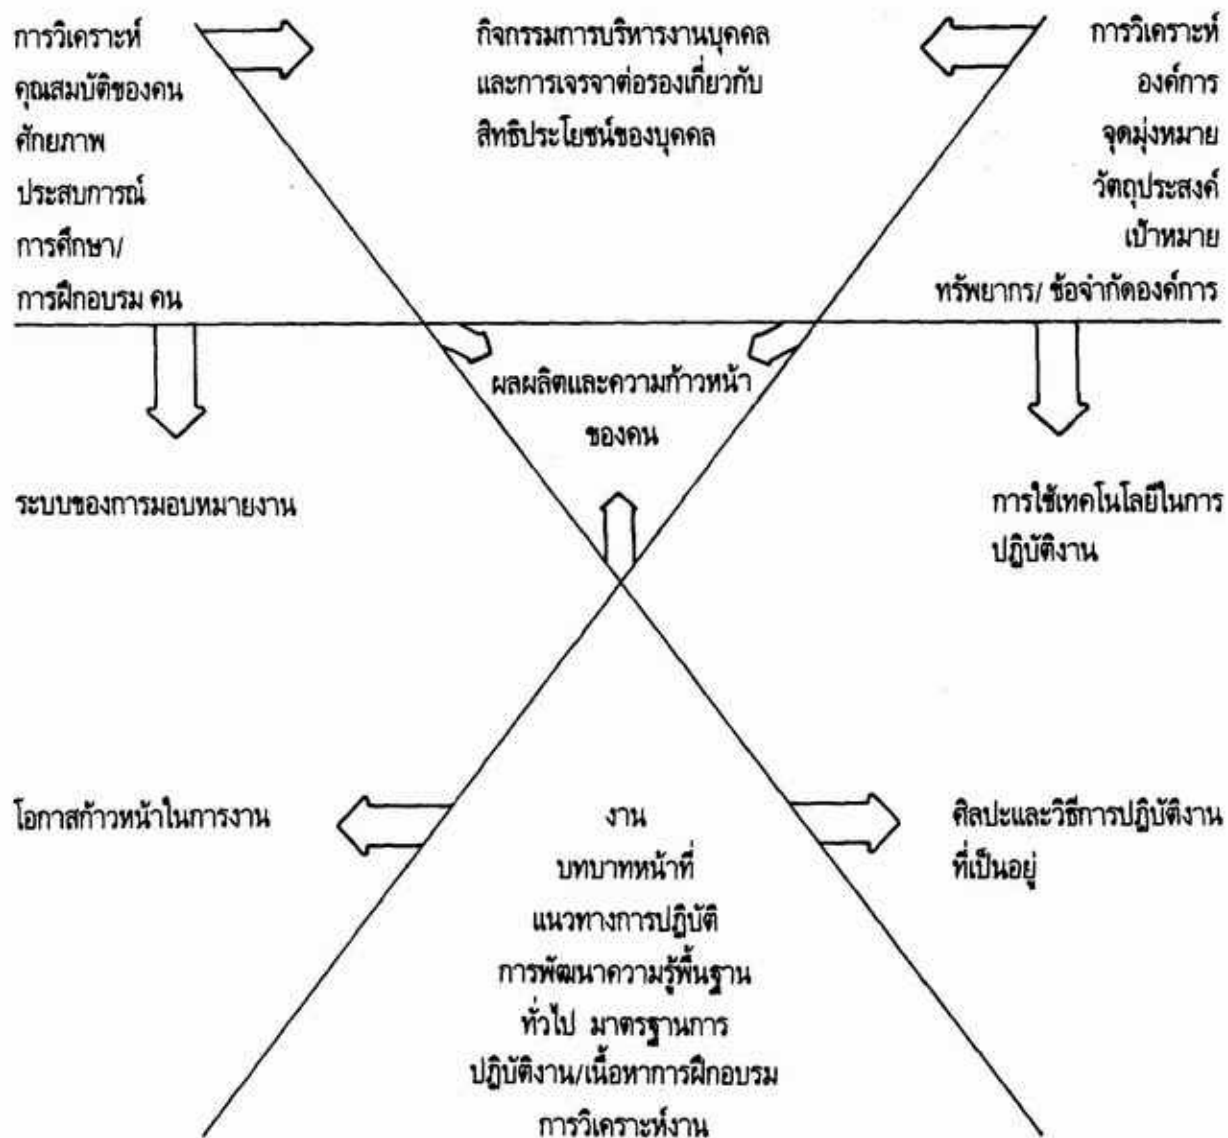 การวิเคราะห์
คุณสมบัติของคน
ศักยภาพ
ประสบการณ์
การศึกษา/
การฝึกอบรม คน
กิจกรรมการบริหารงานบุคคล
และการเจรจาต่อรองเกี่ยวกับ
สิทธิประโยชน์ของบุคคล
การวิเคราะห์
องค์การ
จุดมุ่งหมาย
วัตถุประสงค์
เป้าหมาย
ทรัพยากร/ ข้อจำกัดองค์การ
ผลผลิตและความก้าวหน้า
ของคน
ระบบของการมอบหมายงาน
การใช้เทคโนโลยีในการ
ปฏิบัติงาน
โอกาสก้าวหน้าในการงาน
งาน
บทบาทหน้าที่
แนวทางการปฏิบัติ
การพัฒนาความรู้พื้นฐาน
ทั่วไป มาตรฐานการ
ปฏิบัติงาน/เนื้อหาการฝึกอบรม
การวิเคราะห์งาน
ศิลปะและวิธีการปฏิบัติงาน
ที่เป็นอยู่